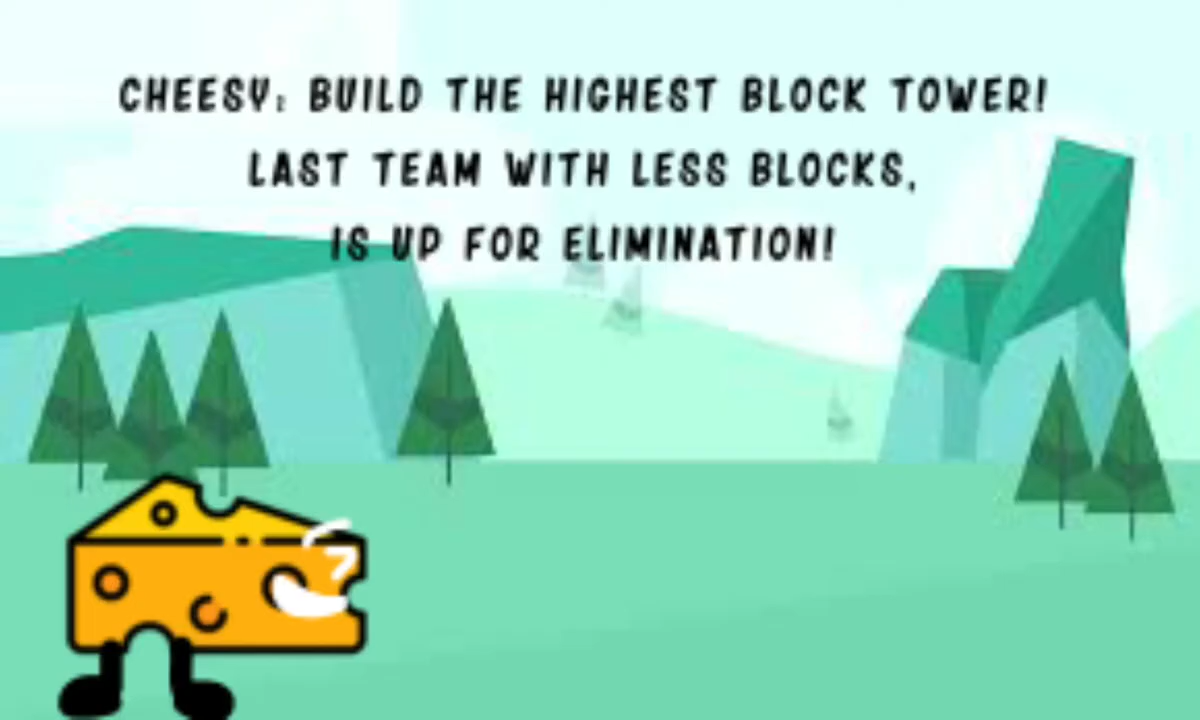 CHEESY: BUILD THE HIGHEST BLOCK TOWER!
LAST TEAM WITH LESS BLOCKS,
IS UP FOR ELIMINATION!